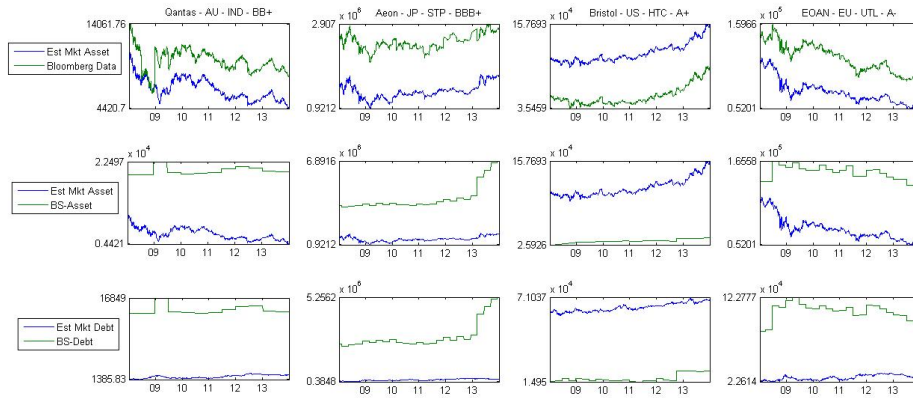 Qantas - AU - IND - BB+
Aeon - JP - STP - BBB+
Bristol - US - HTC - A+
EOAN - EU - UTL - A-
14061.76
4420.7
Est Mkt Asset
Bloomberg Data
09 10 11 12 13
x 10^6
2.907
0.9212
09 10 11 12 13
x 10^4
15.7693
3.5459
09 10 11 12 13
x 10^5
1.5966
0.5201
09 10 11 12 13
x 10^4
2.2497
0.4421
Est Mkt Asset
BS-Asset
09 10 11 12 13
x 10^6
6.8916
0.9212
09 10 11 12 13
x 10^4
15.7693
2.5926
09 10 11 12 13
x 10^5
1.6558
0.5201
09 10 11 12 13
16849
1385.83
Est Mkt Debt
BS-Debt
09 10 11 12 13
x 10^6
5.2562
0.3848
09 10 11 12 13
x 10^4
7.1037
1.495
09 10 11 12 13
x 10^4
12.2777
2.2614
09 10 11 12 13